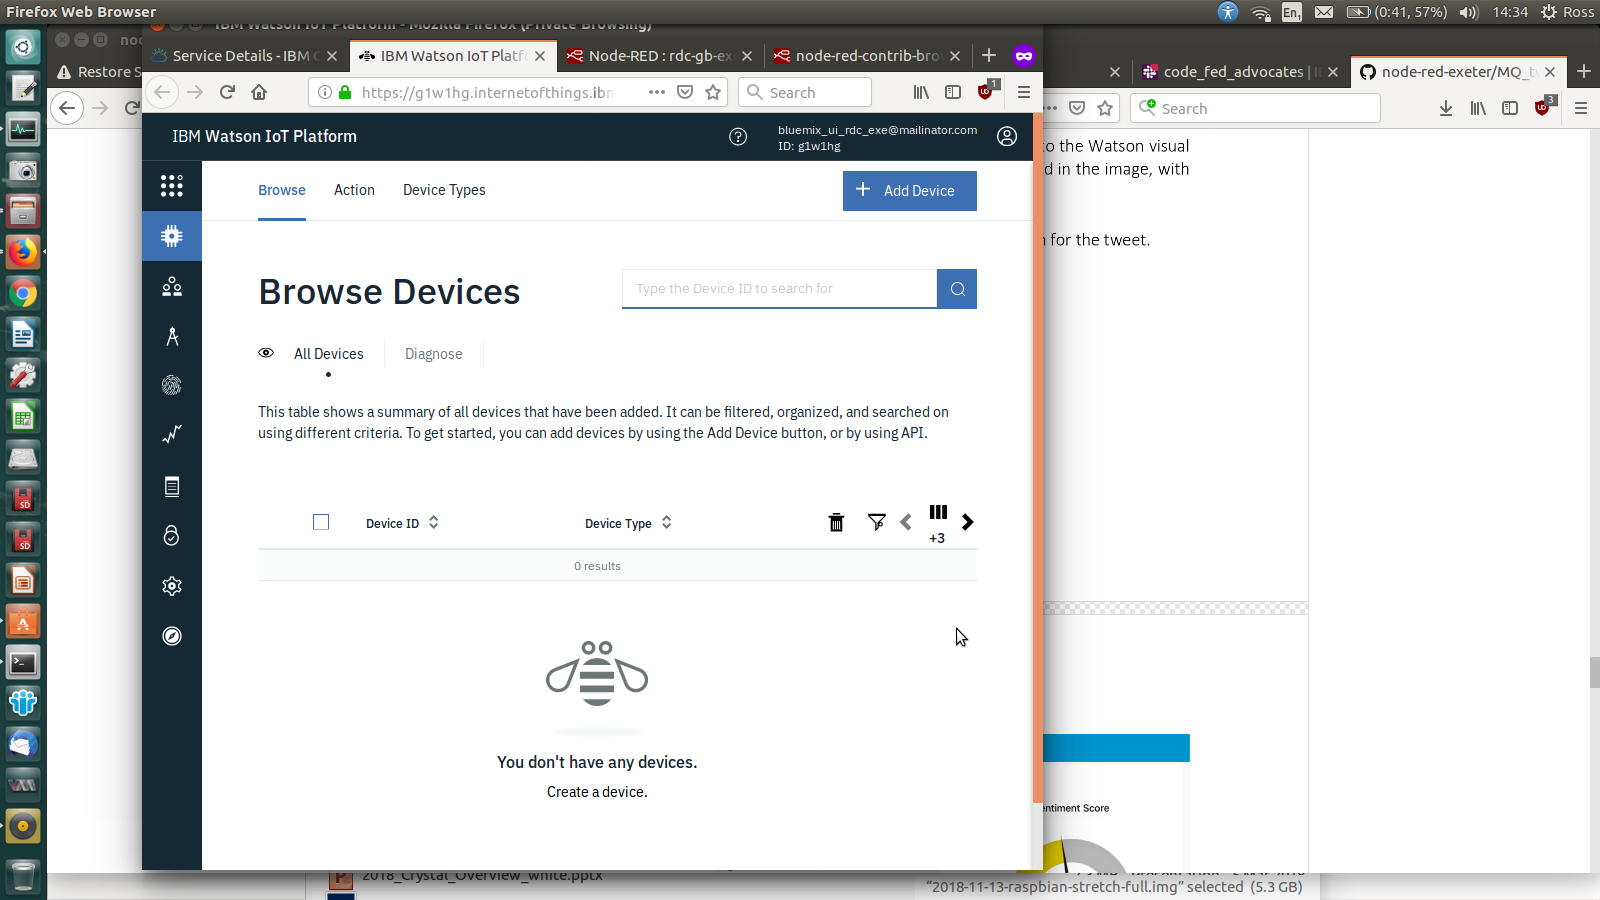 Firefox Web Browser
En1
(0:41, 57%)
14:34
Ross
IBM Watson IoT Platform - Mozilla Firefox (Private Browsing)
Restore S
Service Details - IBM C
IBM Watson IoT Platf
Node-RED : rdc-gb-ex
node-red-contrib-bro
code_fed_advocates | I
node-red-exeter/MQ_t
https://g1w1hg.internetofthings.ibm
Search
1
Search
3
IBM Watson IoT Platform
bluemix_ui_rdc_exe@mailinator.com
ID: g1w1hg
Browse
Action
Device Types
+ Add Device
Browse Devices
Type the Device ID to search for
All Devices
Diagnose
This table shows a summary of all devices that have been added. It can be filtered, organized, and searched on
using different criteria. To get started, you can add devices by using the Add Device button, or by using API.
Device ID
Device Type
+3
0 results
You don't have any devices.
Create a device.
o the Watson visual
d in the image, with
for the tweet.
ntiment Score
SD
SD
2018_Crystal_Overview_white.pptx
“2018-11-13-raspbian-stretch-full.img” selected (5.3 GB)